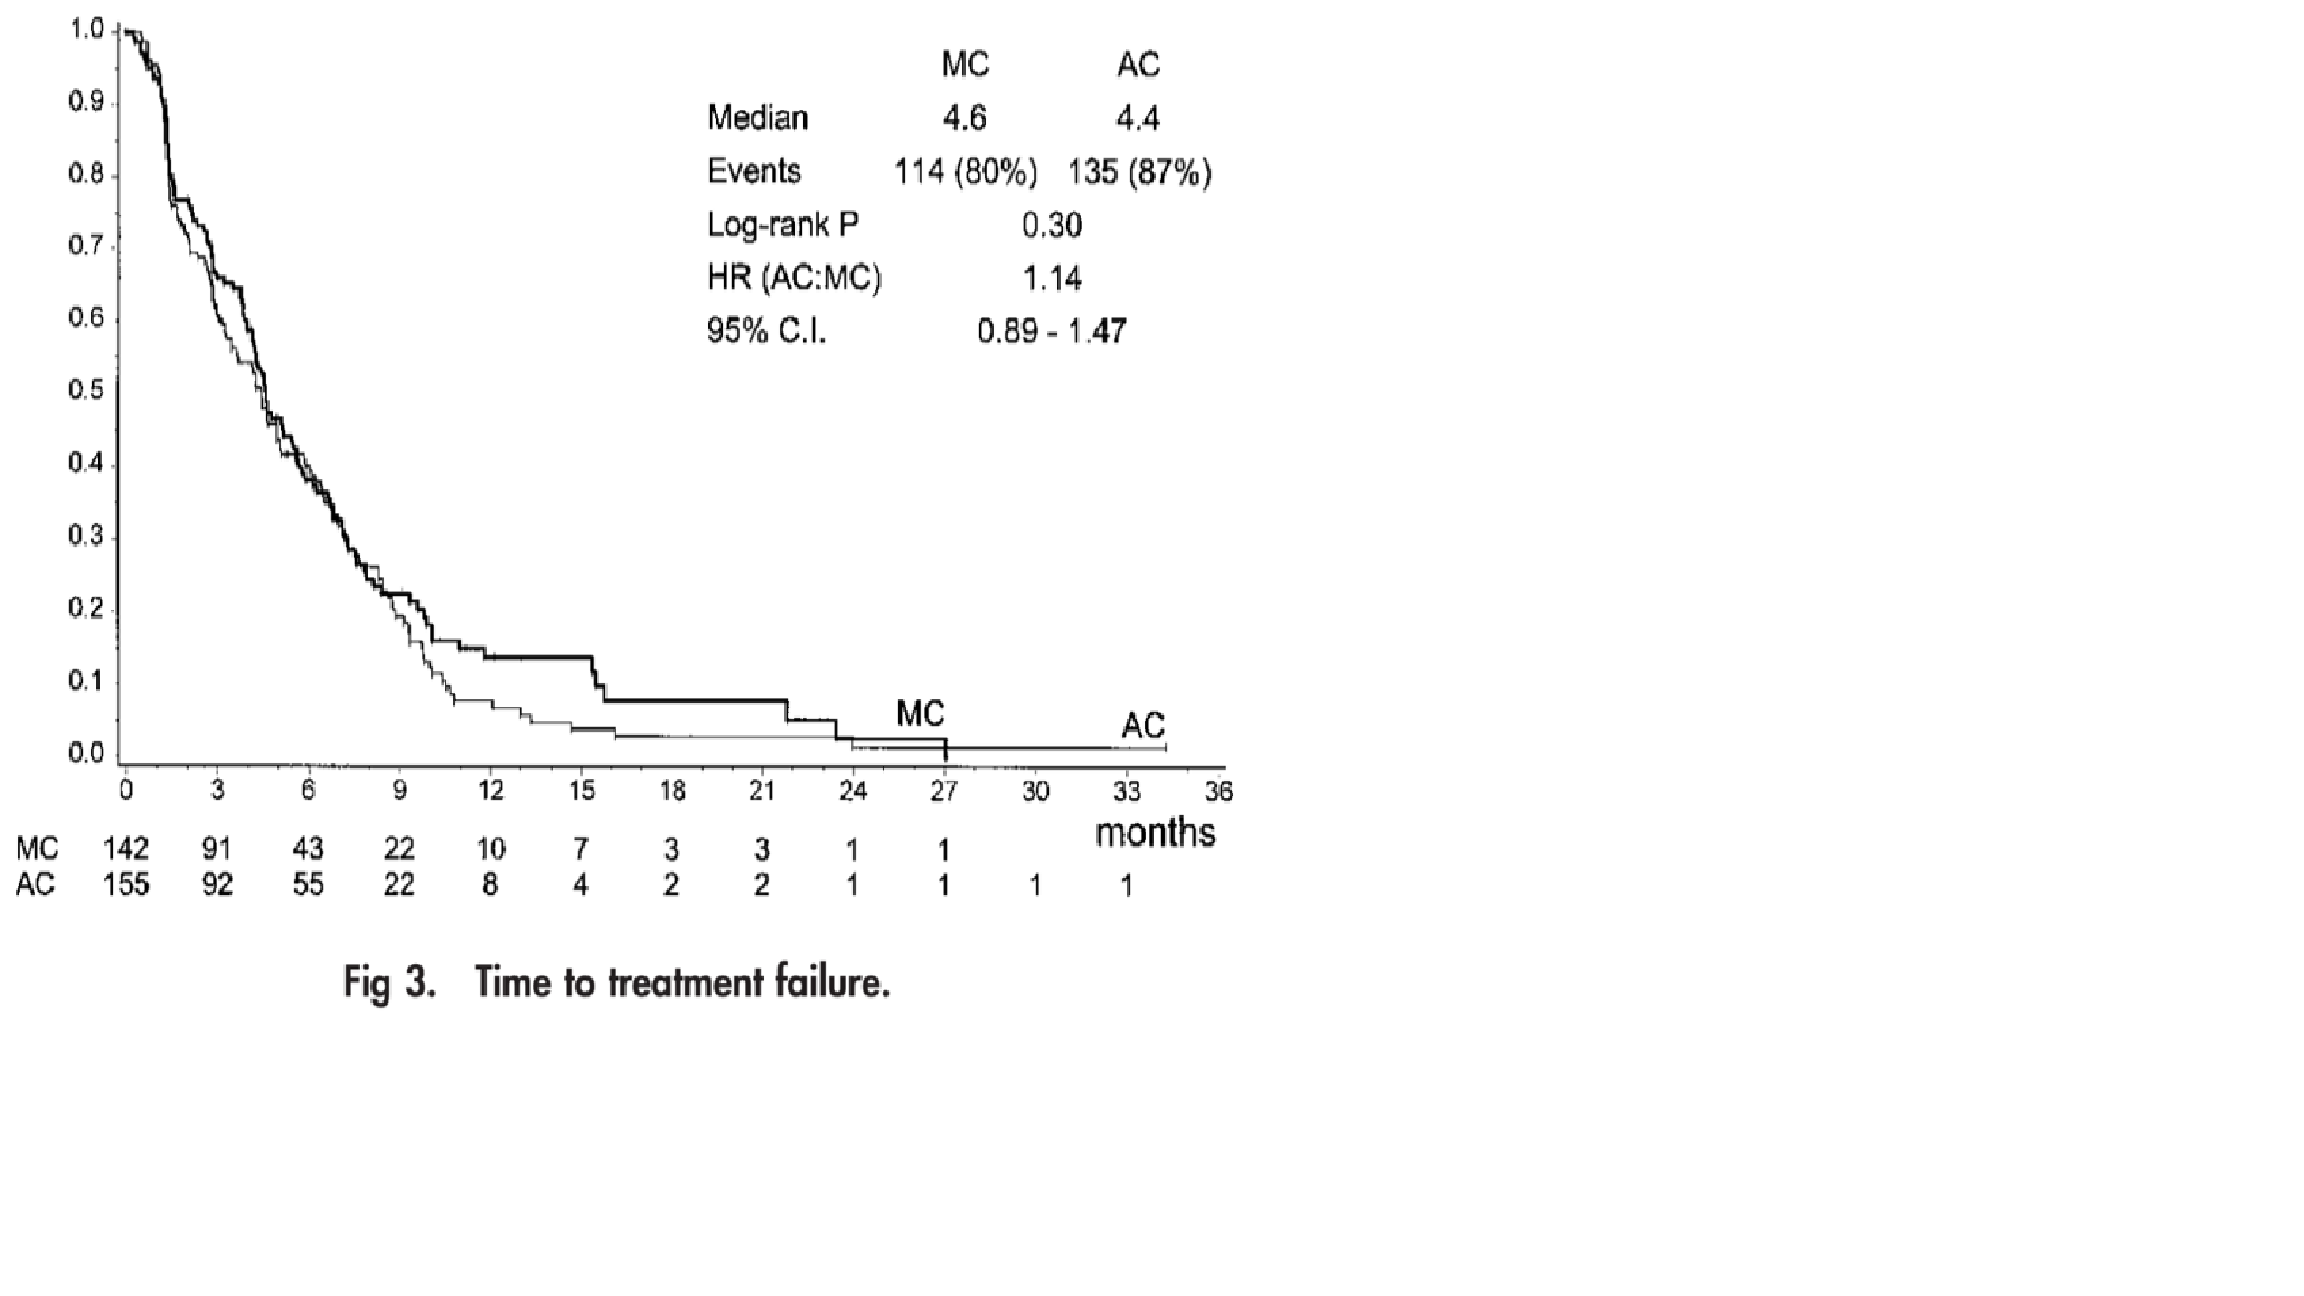 1.0
0.9
0.8
0.7
0.6
0.5
0.4
0.3
0.2
0.1
0.0
MC AC
Median 4.6 4.4
Events 114 (80%) 135 (87%)
Log-rank P 0.30
HR (AC:MC) 1.14
95% C.I. 0.89 - 1.47
MC
AC
0 3 6 9 12 15 18 21 24 27 30 33 36
months
MC 142 91 43 22 10 7 3 3 1 1
AC 155 92 55 22 8 4 2 2 1 1 1 1
Fig 3. Time to treatment failure.